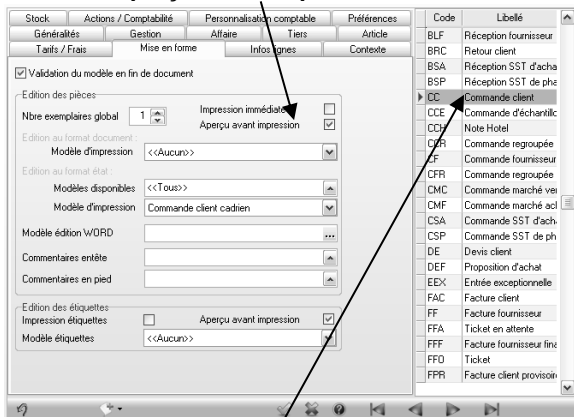 Stock Actions / Comptabilité Personnalisation comptable Préférences
Généralités Gestion Affaire Tiers Article
Tarifs / Frais Mise en forme Info lignes Contexte
Validation du modèle en fin de document
Edition des pièces
Nbre exemplaires global 1 Impression immédiate
Aperçu avant impression
Edition au format document :
Modèle d'impression <<Aucun>>
Edition au format état :
Modèles disponibles <<Tous>>
Modèle d'impression Commande client cadrien
Modèle édition WORD ...
Commentaires entête
Commentaires en pied
Edition des étiquettes
Impression étiquettes Aperçu avant impression
Modèle étiquettes <<Aucun>>
Code Libellé
BLF Réception fournisseur
BRC Retour client
BSA Réception SST d'acha
BSP Réception SST de pha
CC Commande client
CCE Commande d'échantillc
CCH Note Hotel
CCR Commande regroupée
CF Commande fournisseur
CFR Commande regroupée
CMC Commande marché ver
CMF Commande marché acl
CSA Commande SST d'ach
CSP Commande SST de ph
DE Devis client
DEF Proposition d'achat
EEX Entrée exceptionnelle
FAC Facture client
FF Facture fournisseur
FFA Ticket en attente
FFF Facture fournisseur fina
FFO Ticket
FPR Facture client provisoir